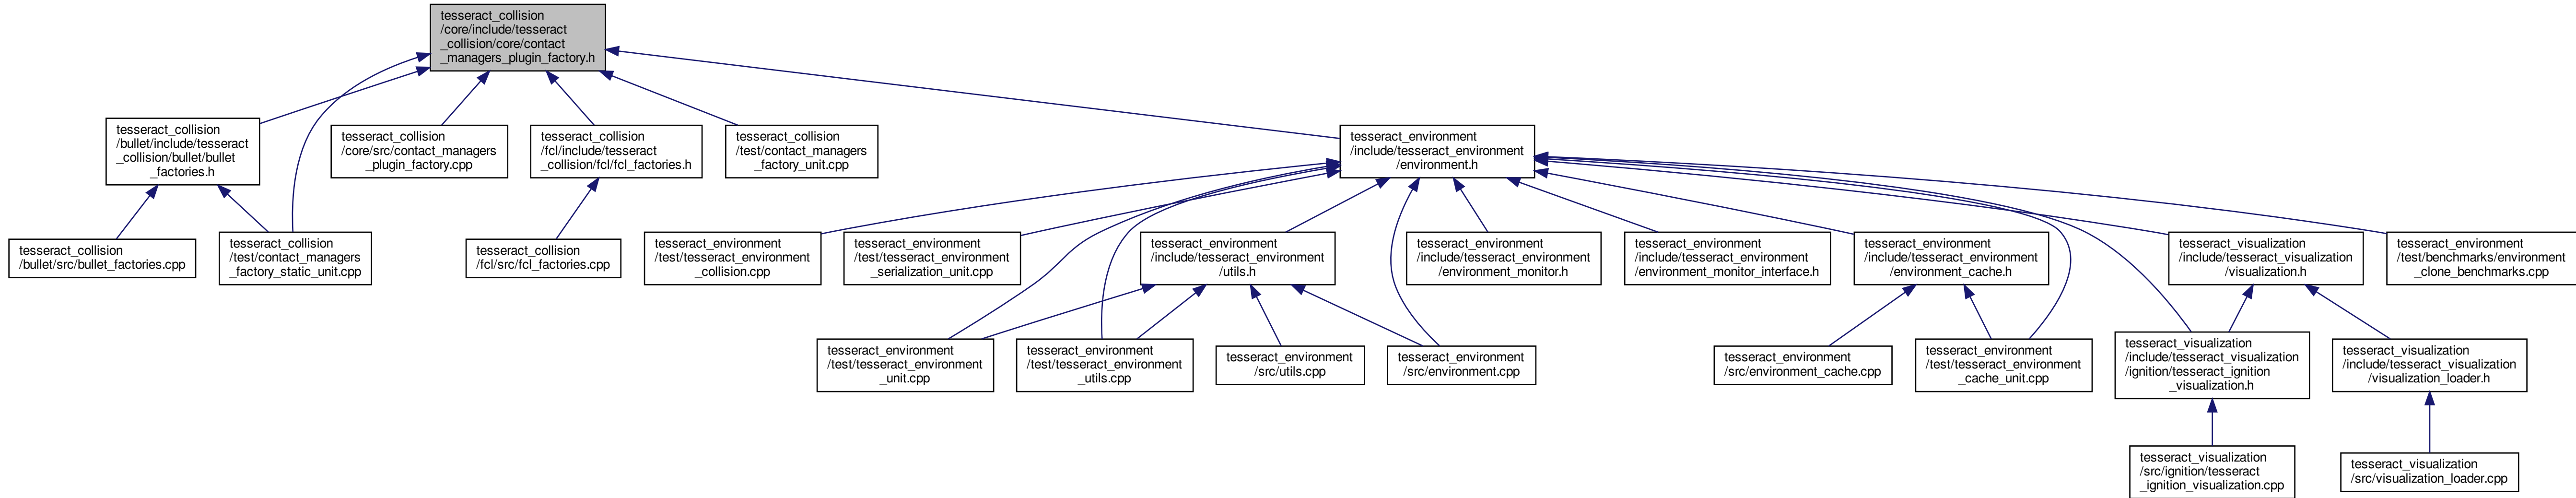 tesseract_collision
/core/include/tesseract
_collision/core/contact
_managers_plugin_factory.h
tesseract_collision
/bullet/include/tesseract
_collision/bullet/bullet
_factories.h
tesseract_collision
/core/src/contact_managers
_plugin_factory.cpp
tesseract_collision
/fcl/include/tesseract
_collision/fcl/fcl_factories.h
tesseract_collision
/test/contact_managers
_factory_unit.cpp
tesseract_environment
/include/tesseract_environment
/environment.h
tesseract_collision
/bullet/src/bullet_factories.cpp
tesseract_collision
/test/contact_managers
_factory_static_unit.cpp
tesseract_collision
/fcl/src/fcl_factories.cpp
tesseract_environment
/test/tesseract_environment
_collision.cpp
tesseract_environment
/test/tesseract_environment
_serialization_unit.cpp
tesseract_environment
/include/tesseract_environment
/utils.h
tesseract_environment
/include/tesseract_environment
/environment_monitor.h
tesseract_environment
/include/tesseract_environment
/environment_monitor_interface.h
tesseract_environment
/include/tesseract_environment
/environment_cache.h
tesseract_visualization
/include/tesseract_visualization
/visualization.h
tesseract_environment
/test/benchmarks/environment
_clone_benchmarks.cpp
tesseract_environment
/test/tesseract_environment
_unit.cpp
tesseract_environment
/test/tesseract_environment
_utils.cpp
tesseract_environment
/src/utils.cpp
tesseract_environment
/src/environment.cpp
tesseract_environment
/src/environment_cache.cpp
tesseract_environment
/test/tesseract_environment
_cache_unit.cpp
tesseract_visualization
/include/tesseract_visualization
/ignition/tesseract_ignition
_visualization.h
tesseract_visualization
/include/tesseract_visualization
/visualization_loader.h
tesseract_visualization
/src/ignition/tesseract
_ignition_visualization.cpp
tesseract_visualization
/src/visualization_loader.cpp